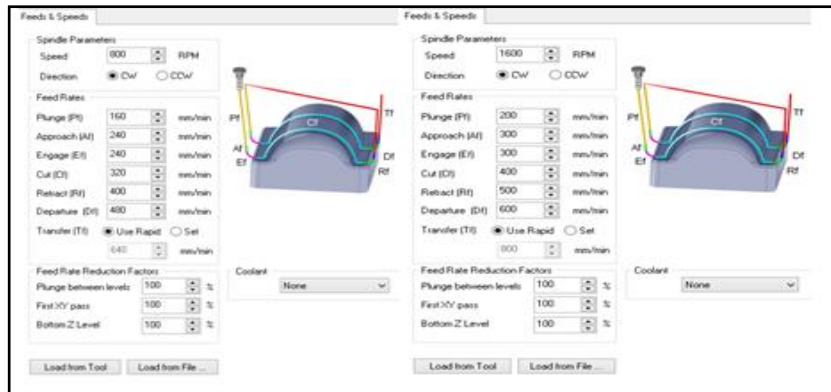 Feeds & Speeds
Spindle Parameters
Speed 800 RPM
Direction CW CCW
Feed Rates
Plunge (Pf) 160 mm/min
Approach (Af) 240 mm/min
Engage (Ef) 240 mm/min
Cut (Cf) 320 mm/min
Retract (Rf) 400 mm/min
Departure (Df) 480 mm/min
Transfer (Tf) Use Rapid Set
640 mm/min
Feed Rate Reduction Factors
Plunge between levels 100 %
First XY pass 100 %
Bottom Z Level 100 %
Load from Tool Load from File ...
Pf
Af
Ef
Tf
Df
Rf
Coolant
None
Feeds & Speeds
Spindle Parameters
Speed 1600 RPM
Direction CW CCW
Feed Rates
Plunge (Pf) 200 mm/min
Approach (Af) 300 mm/min
Engage (Ef) 300 mm/min
Cut (Cf) 400 mm/min
Retract (Rf) 500 mm/min
Departure (Df) 600 mm/min
Transfer (Tf) Use Rapid Set
800 mm/min
Feed Rate Reduction Factors
Plunge between levels 100 %
First XY pass 100 %
Bottom Z Level 100 %
Load from Tool Load from File ...
Pf
Cf
Af
Ef
Tf
Df
Rf
Coolant
None